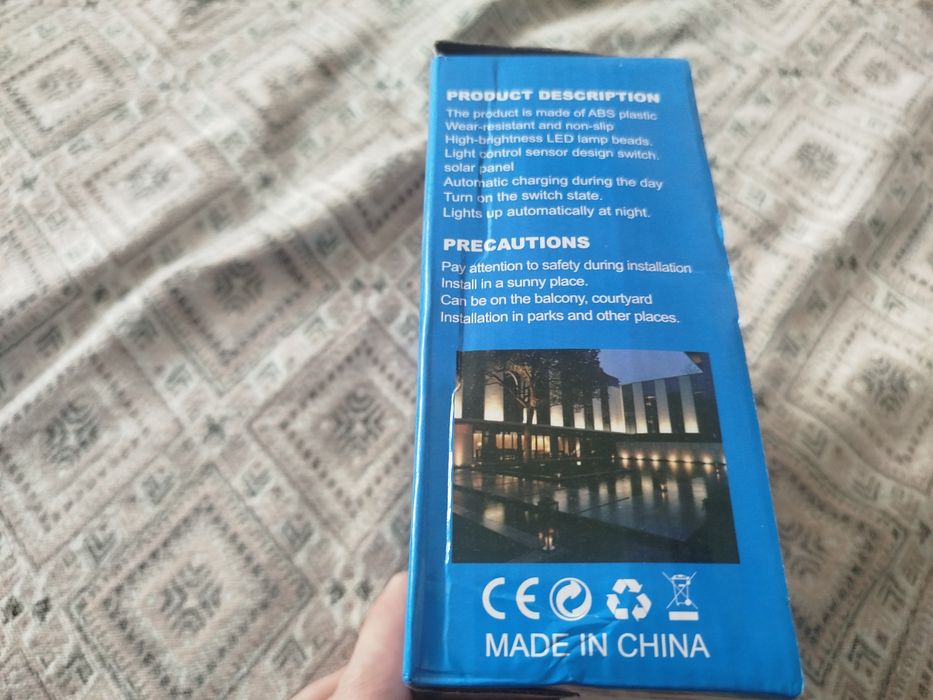 PRODUCT DESCRIPTION
The product is made of ABS plastic
Wear-resistant and non-slip
High-brightness LED lamp beads.
Light control sensor design switch.
solar panel
Automatic charging during the day
Turn on the switch state.
Lights up automatically at night.
PRECAUTIONS
Pay attention to safety during installation
Install in a sunny place.
Can be on the balcony, courtyard
Installation in parks and other places.
CE
MADE IN CHINA